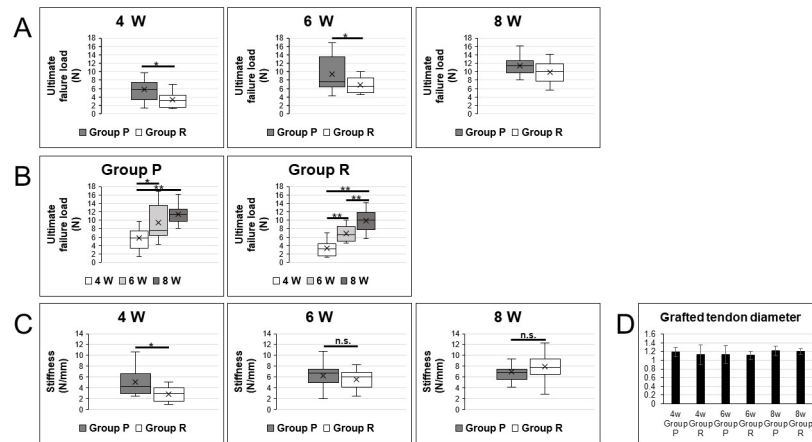 A
4 W
Ultimate failure load (N)
18
16
14
12
10
8
6
4
2
0
*
Group P Group R
6 W
Ultimate failure load (N)
18
16
14
12
10
8
6
4
2
0
*
Group P Group R
8 W
Ultimate failure load (N)
18
16
14
12
10
8
6
4
2
0
Group P Group R
B
Group P
Ultimate failure load (N)
18
16
14
12
10
8
6
4
2
0
*
**
4 W 6 W 8 W
Group R
Ultimate failure load (N)
18
16
14
12
10
8
6
4
2
0
**
**
**
4 W 6 W 8 W
C
4 W
Stiffness (N/mm)
14
12
10
8
6
4
2
0
*
Group P Group R
6 W
Stiffness (N/mm)
14
12
10
8
6
4
2
0
n.s.
Group P Group R
8 W
Stiffness (N/mm)
14
12
10
8
6
4
2
0
n.s.
Group P Group R
D
Grafted tendon diameter
1.6
1.4
1.2
1
0.8
0.6
0.4
0.2
0
4w 4w 6w 6w 8w 8w
Group Group Group Group Group Group
P R P R P R